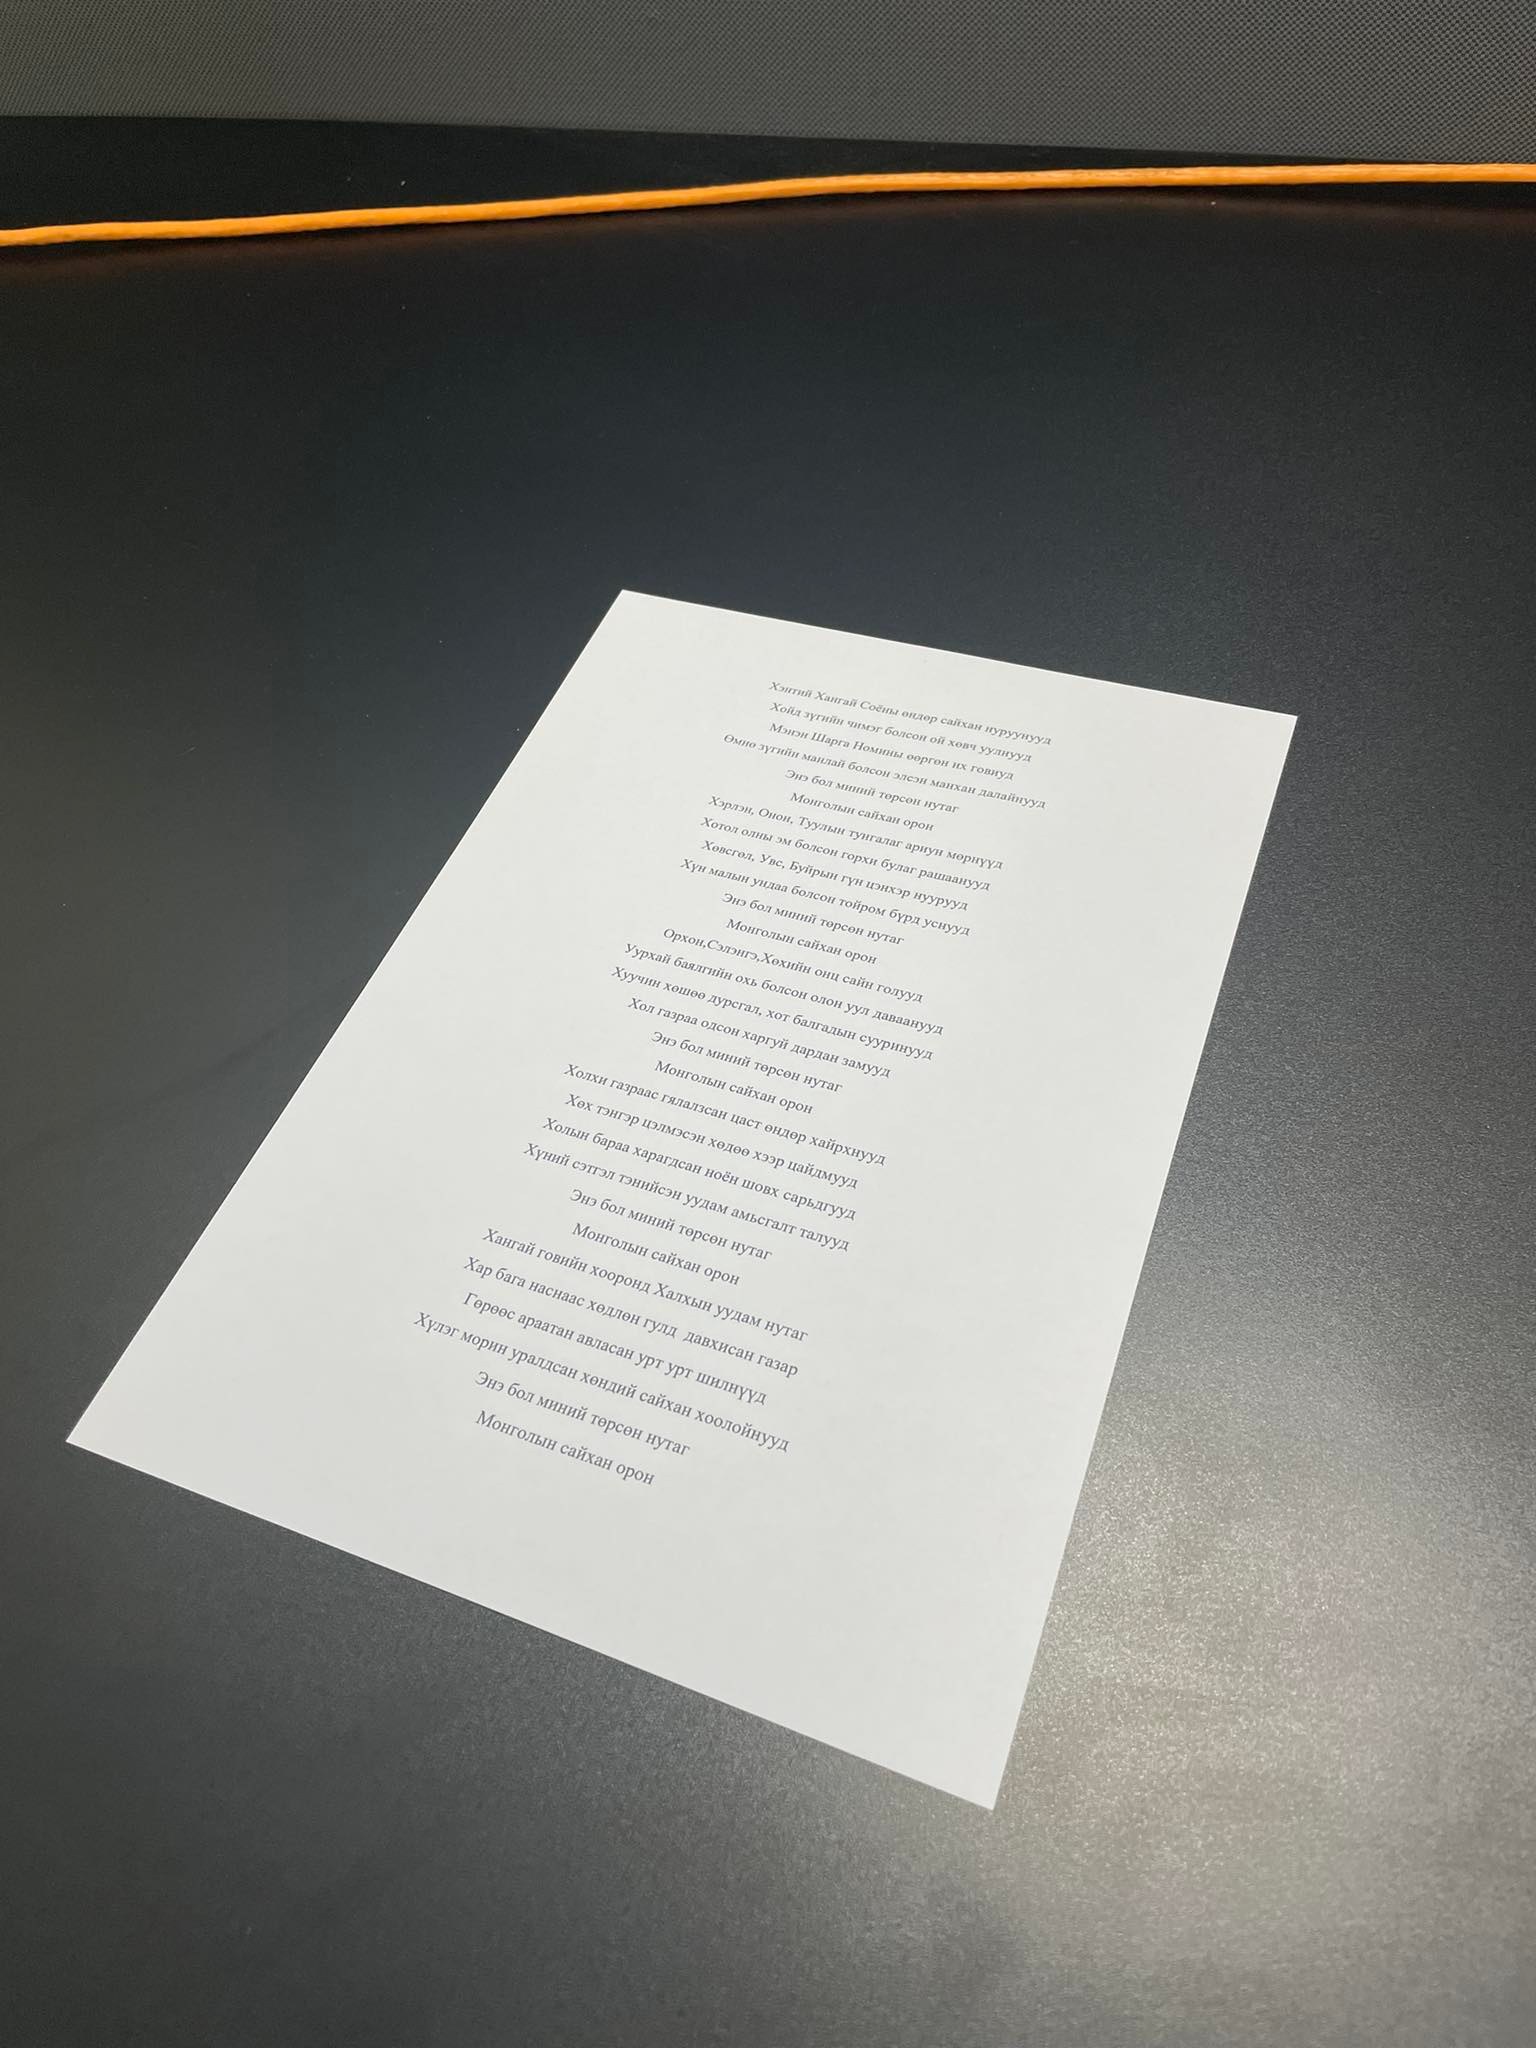 Хэнтий Хангай Соёны өндөр сайхан нуруунууд
Хойд зүгийн чимэг болсон ой хөвч уулнууд
Мэнэн Шарга Номины өөргөн их говиуд
Өмнө зүгийн манлай болсон элсэн манхан далайнууд
Энэ бол миний төрсөн нутаг
Монголын сайхан орон
Хэрлэн, Онон, Туулын тунгалаг ариун мөрнүүд
Хотол олны эм болсон горхи булаг рашаанууд
Хөвсгөл, Увс, Буйрын гүн цэнхэр нуурууд
Хүн малын ундаа болсон тойром бүрд уснууд
Энэ бол миний төрсөн нутаг
Монголын сайхан орон
Орхон,Сэлэнгэ,Хөхийн онц сайн голууд
Уурхай баялгийн охь болсон олон уул даваанууд
Хуучин хөшөө дурсгал, хот балгадын сууринууд
Хол газраа одсон харгуй дардан замууд
Энэ бол миний төрсөн нутаг
Монголын сайхан орон
Холхи газраас гялалзсан цаст өндөр хайрхнууд
Хөх тэнгэр цэлмэсэн хөдөө хээр цайдмууд
Холын бараа харагдсан ноён шовх сарьдгууд
Хүний сэтгэл тэнийсэн уудам амьсгалт талууд
Энэ бол миний төрсөн нутаг
Монголын сайхан орон
Хангай говийн хооронд Халхын уудам нутаг
Хар бага наснаас хөдлөн гулд давхисан газар
Гөрөөс араатан авласан урт урт шилнүүд
Хүлэг морин уралдсан хөндий сайхан хоолойнууд
Энэ бол миний төрсөн нутаг
Монголын сайхан орон